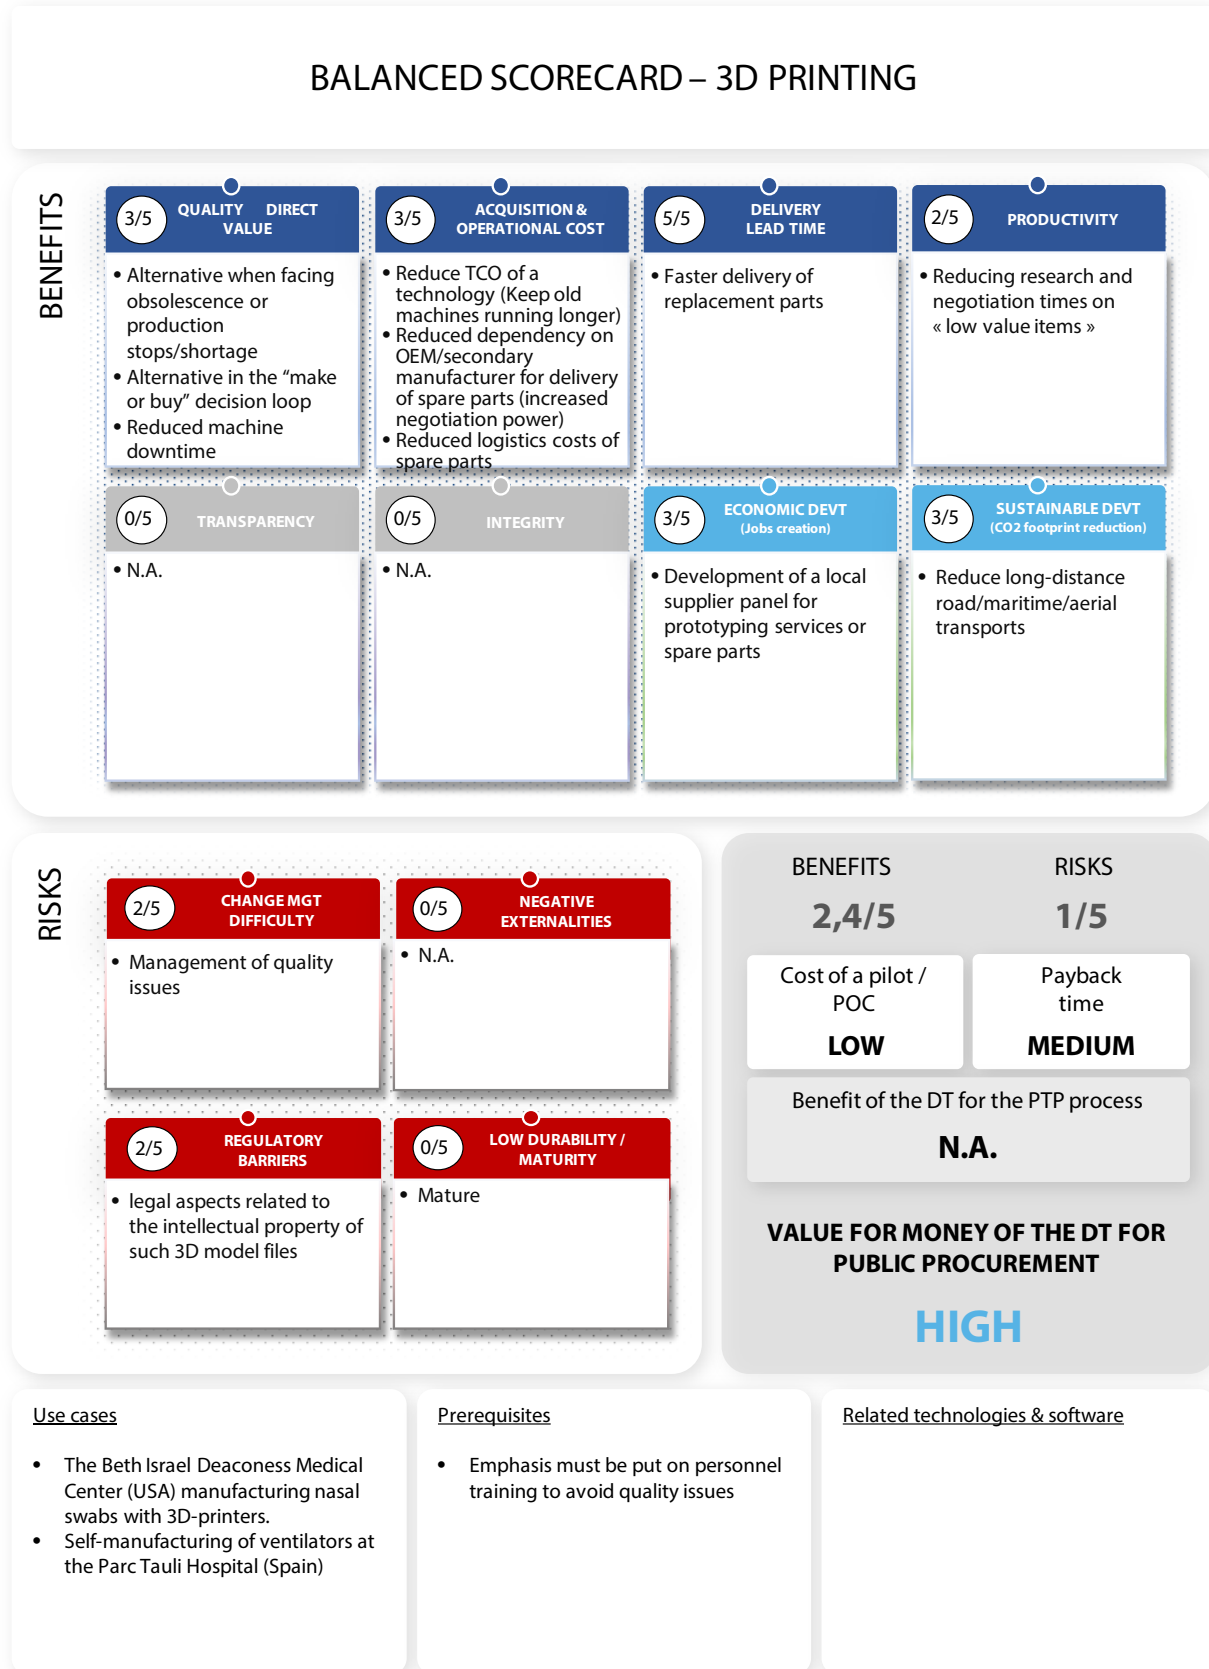 BALANCED SCORECARD – 3D PRINTING
BENEFITS
3/5
QUALITY DIRECT
VALUE
• Alternative when facing
obsolescence or
production
stops/shortage
• Alternative in the “make
or buy” decision loop
• Reduced machine
downtime
3/5
ACQUISITION &
OPERATIONAL COST
• Reduce TCO of a
technology (Keep old
machines running longer)
• Reduced dependency on
OEM/secondary
manufacturer for delivery
of spare parts (increased
negotiation power)
• Reduced logistics costs of
spare parts
5/5
DELIVERY
LEAD TIME
• Faster delivery of
replacement parts
2/5
PRODUCTIVITY
• Reducing research and
negotiation times on
« low value items »
0/5
TRANSPARENCY
• N.A.
0/5
INTEGRITY
• N.A.
3/5
ECONOMIC DEVT
(Jobs creation)
• Development of a local
supplier panel for
prototyping services or
spare parts
3/5
SUSTAINABLE DEVT
(CO2 footprint reduction)
• Reduce long-distance
road/maritime/aerial
transports
RISKS
2/5
CHANGE MGT
DIFFICULTY
• Management of quality
issues
0/5
NEGATIVE
EXTERNALITIES
• N.A.
2/5
REGULATORY
BARRIERS
• legal aspects related to
the intellectual property of
such 3D model files
0/5
LOW DURABILITY /
MATURITY
• Mature
BENEFITS
2,4/5
RISKS
1/5
Cost of a pilot /
POC
LOW
Payback
time
MEDIUM
Benefit of the DT for the PTP process
N.A.
VALUE FOR MONEY OF THE DT FOR
PUBLIC PROCUREMENT
HIGH
Use cases
• The Beth Israel Deaconess Medical
Center (USA) manufacturing nasal
swabs with 3D-printers.
• Self-manufacturing of ventilators at
the Parc Tauli Hospital (Spain)
Prerequisites
• Emphasis must be put on personnel
training to avoid quality issues
Related technologies & software